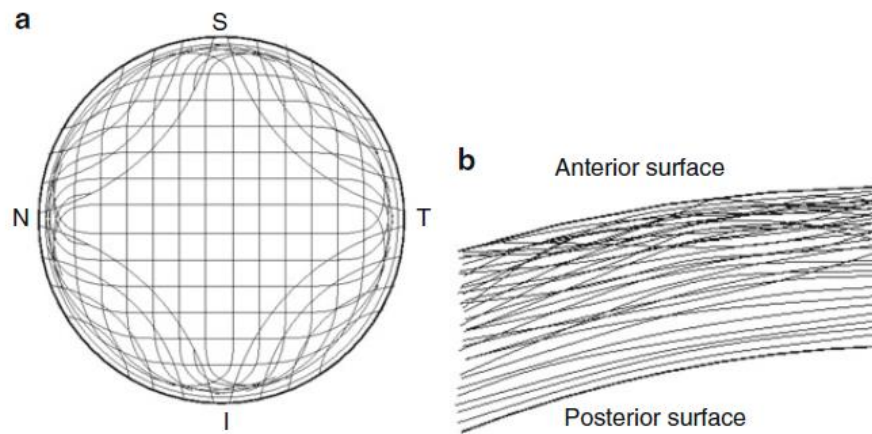 a
S
N
T
I
b
Anterior surface
Posterior surface